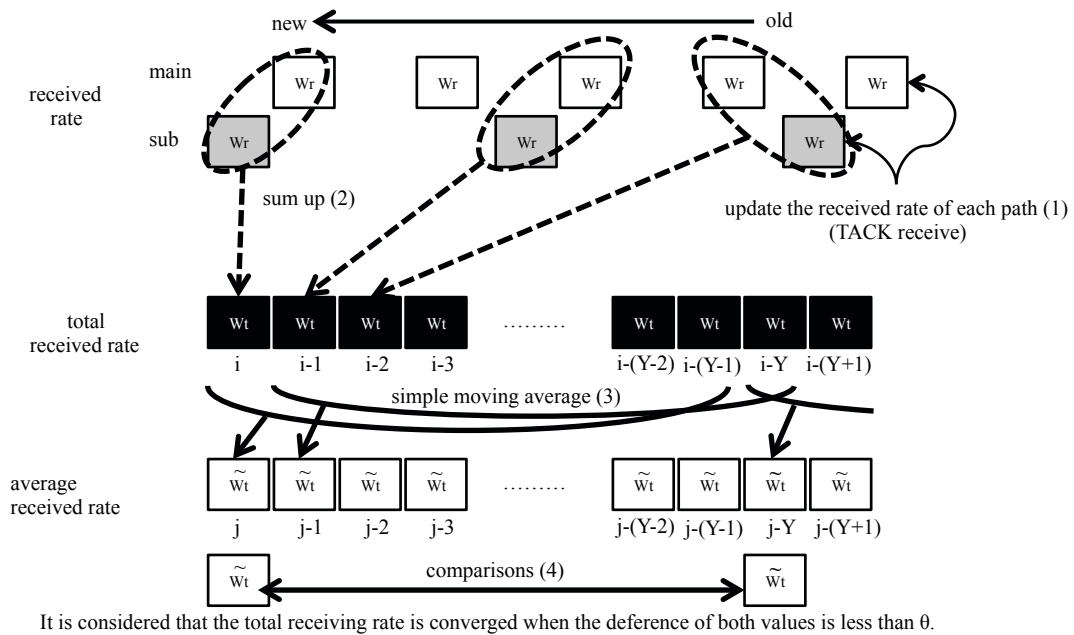 new old
main Wr Wr Wr Wr Wr
received
rate
sub Wr Wr Wr
sum up (2)
update the received rate of each path (1)
(TACK receive)
total
received rate
Wt Wt Wt Wt ......... Wt Wt Wt Wt
i i-1 i-2 i-3 i-(Y-2) i-(Y-1) i-Y i-(Y+1)
simple moving average (3)
average
received rate
W̃t W̃t W̃t W̃t ......... W̃t W̃t W̃t W̃t
j j-1 j-2 j-3 j-(Y-2) j-(Y-1) j-Y j-(Y+1)
W̃t comparisons (4) W̃t
It is considered that the total receiving rate is converged when the deference of both values is less than θ.